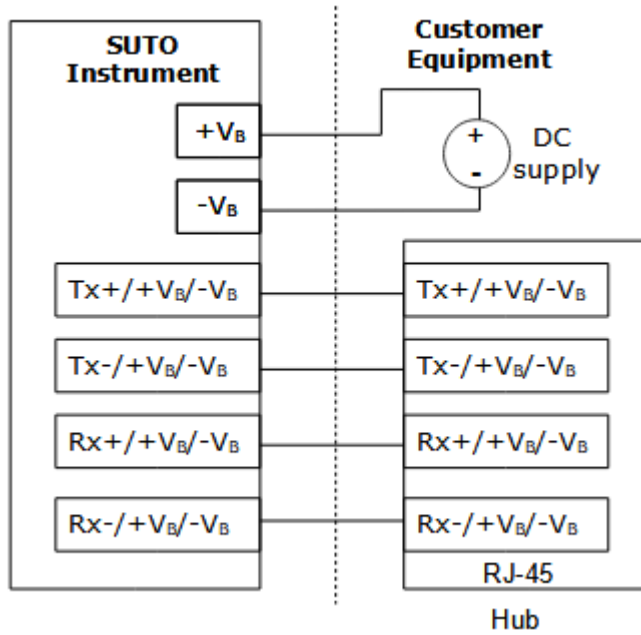 SUTO
Instrument
Customer
Equipment
+VB
+
-
DC
supply
-VB
Tx+/+VB/-VB
Tx+/+VB/-VB
Tx-/+VB/-VB
Tx-/+VB/-VB
Rx+/+VB/-VB
Rx+/+VB/-VB
Rx-/+VB/-VB
Rx-/+VB/-VB
RJ-45
Hub